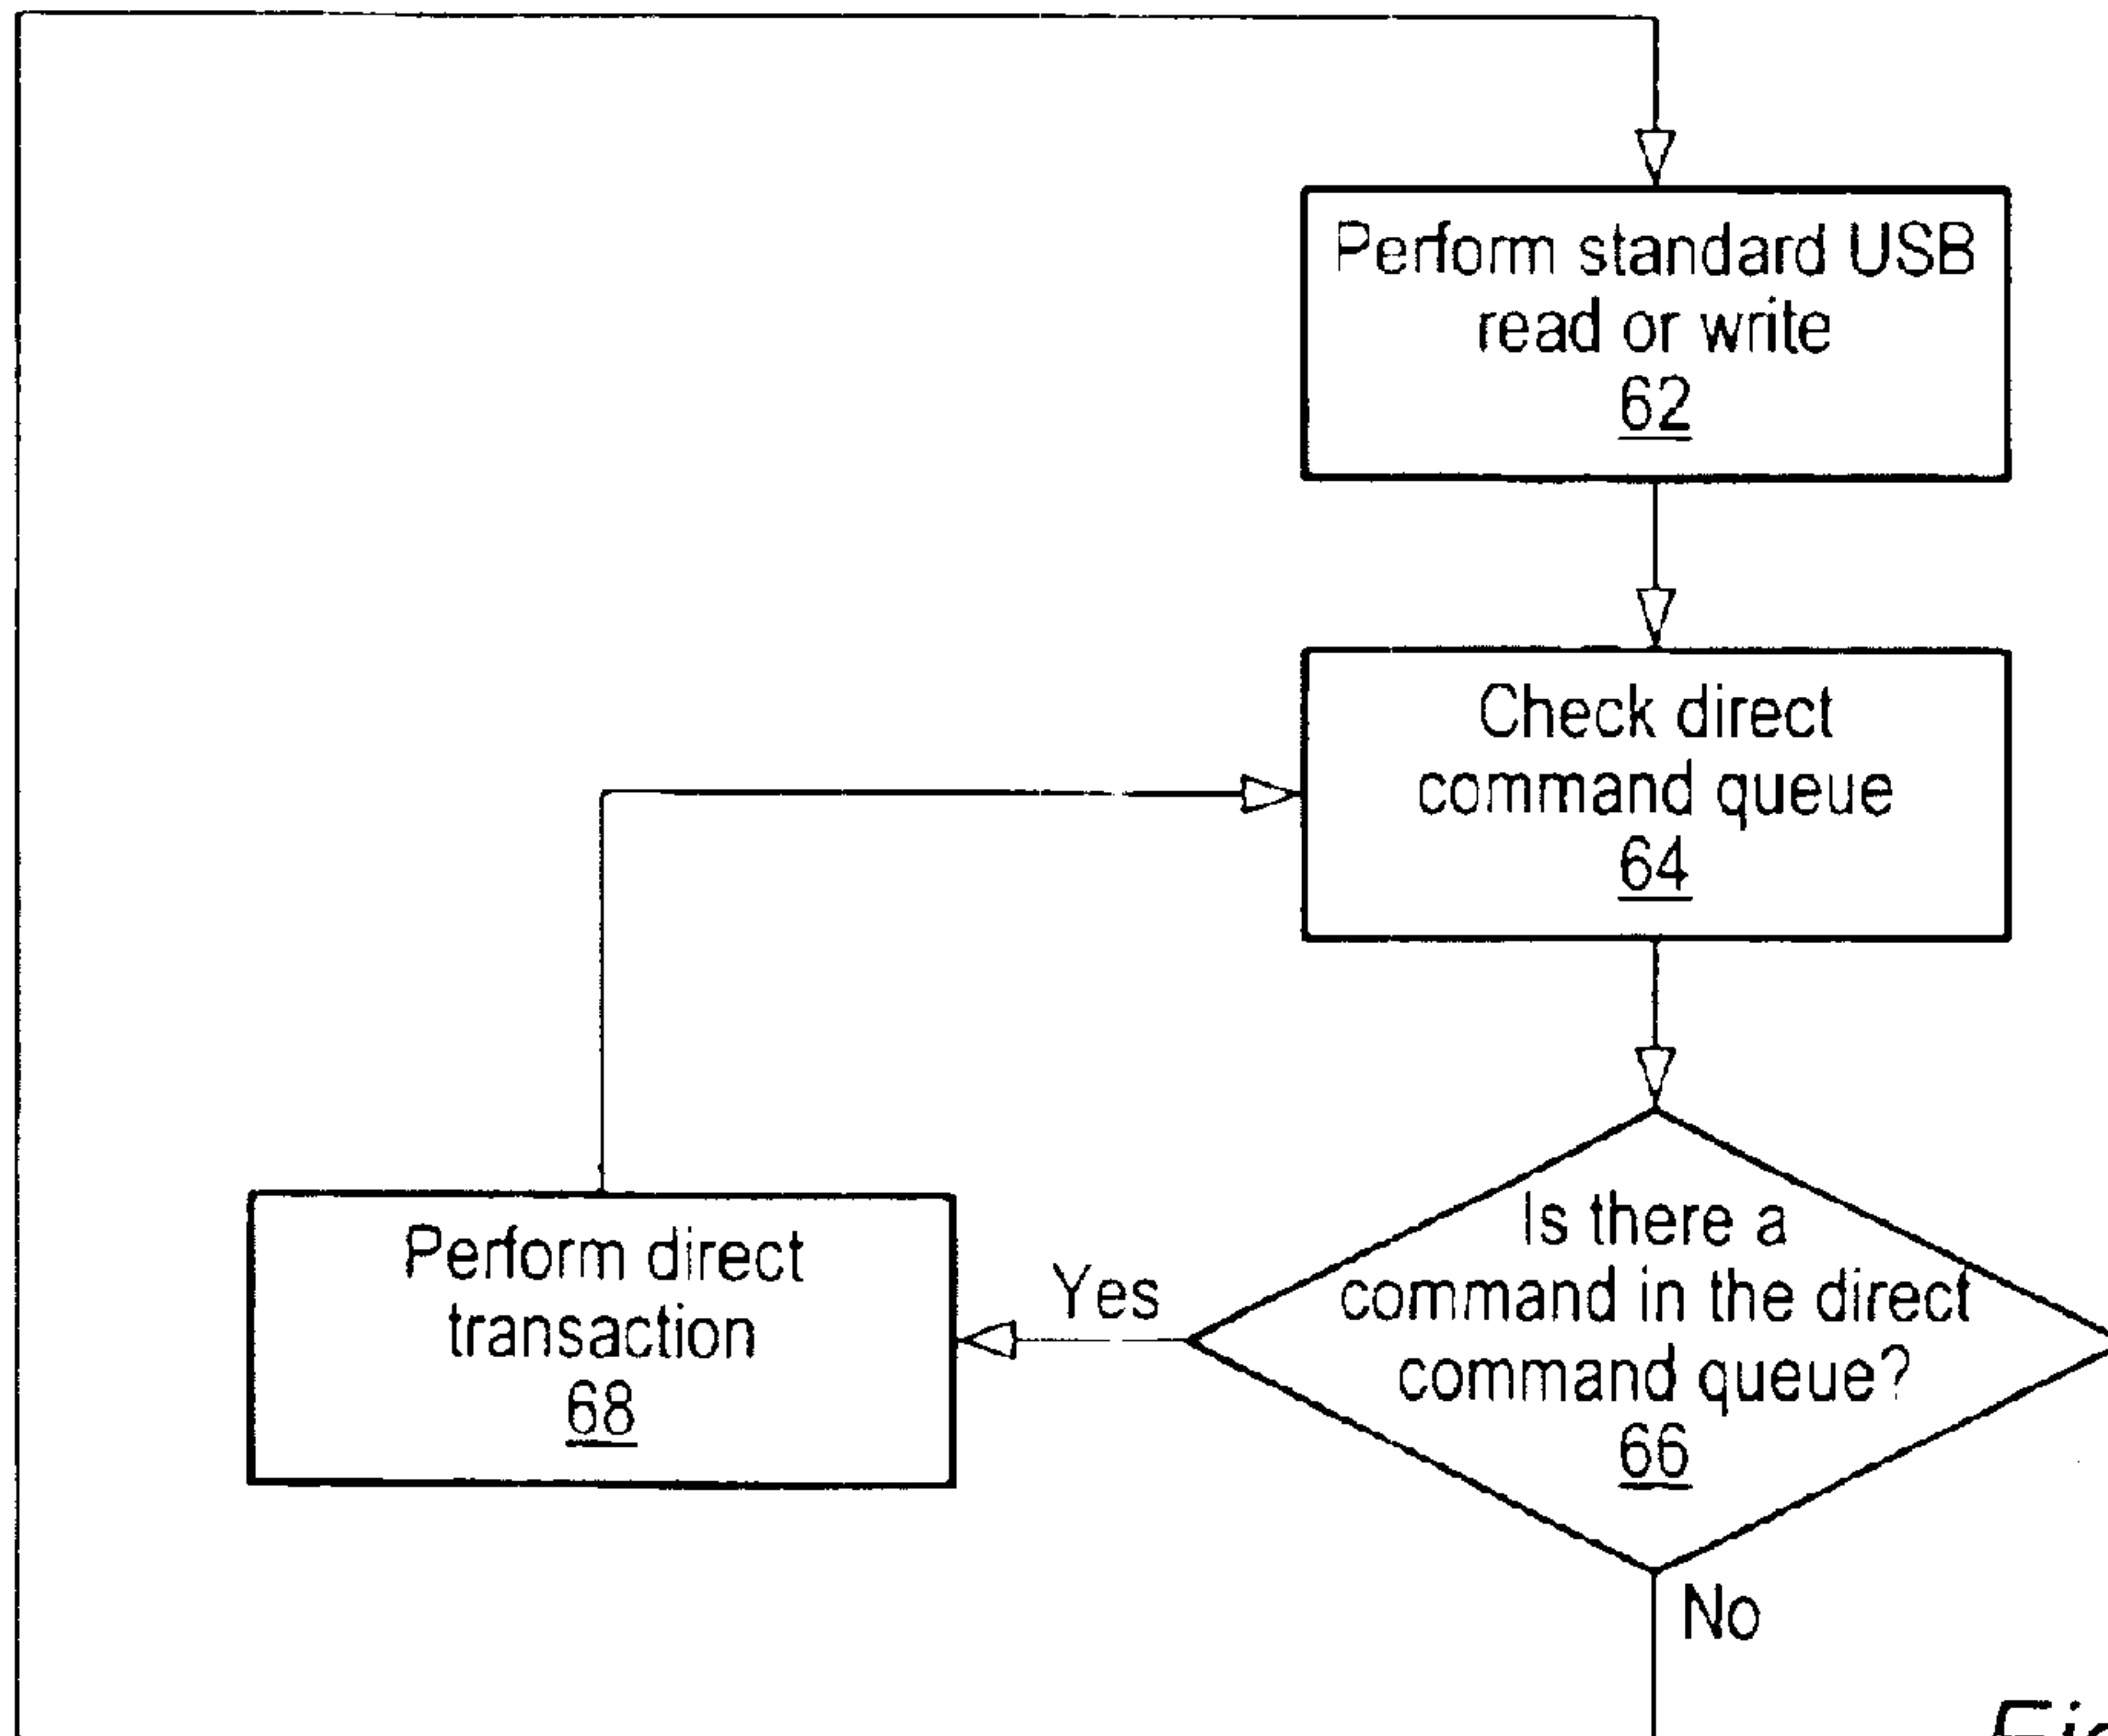 Perform standard USB
read or write
62
Check direct
command queue
64
Is there a
command in the direct
command queue?
66
Yes
Perform direct
transaction
68
No